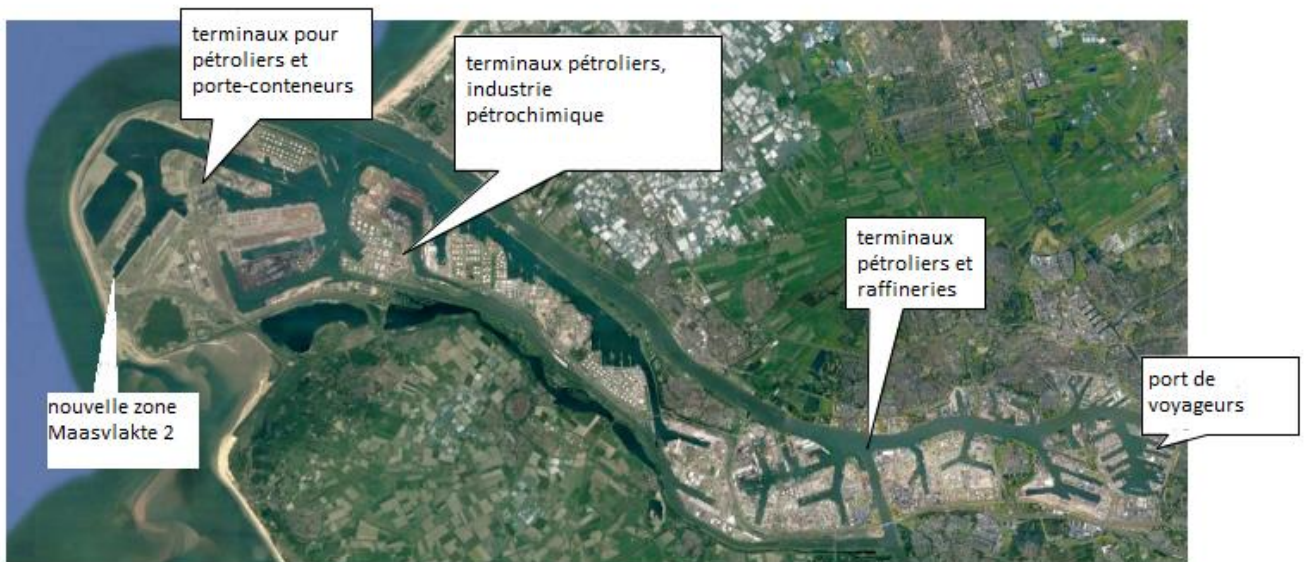 terminaux pour
pétroliers et
porte-conteneurs
terminaux pétroliers,
industrie
pétrochimique
terminaux
pétroliers et
raffineries
port de
voyageurs
nouvelle zone
Maasvlakte 2